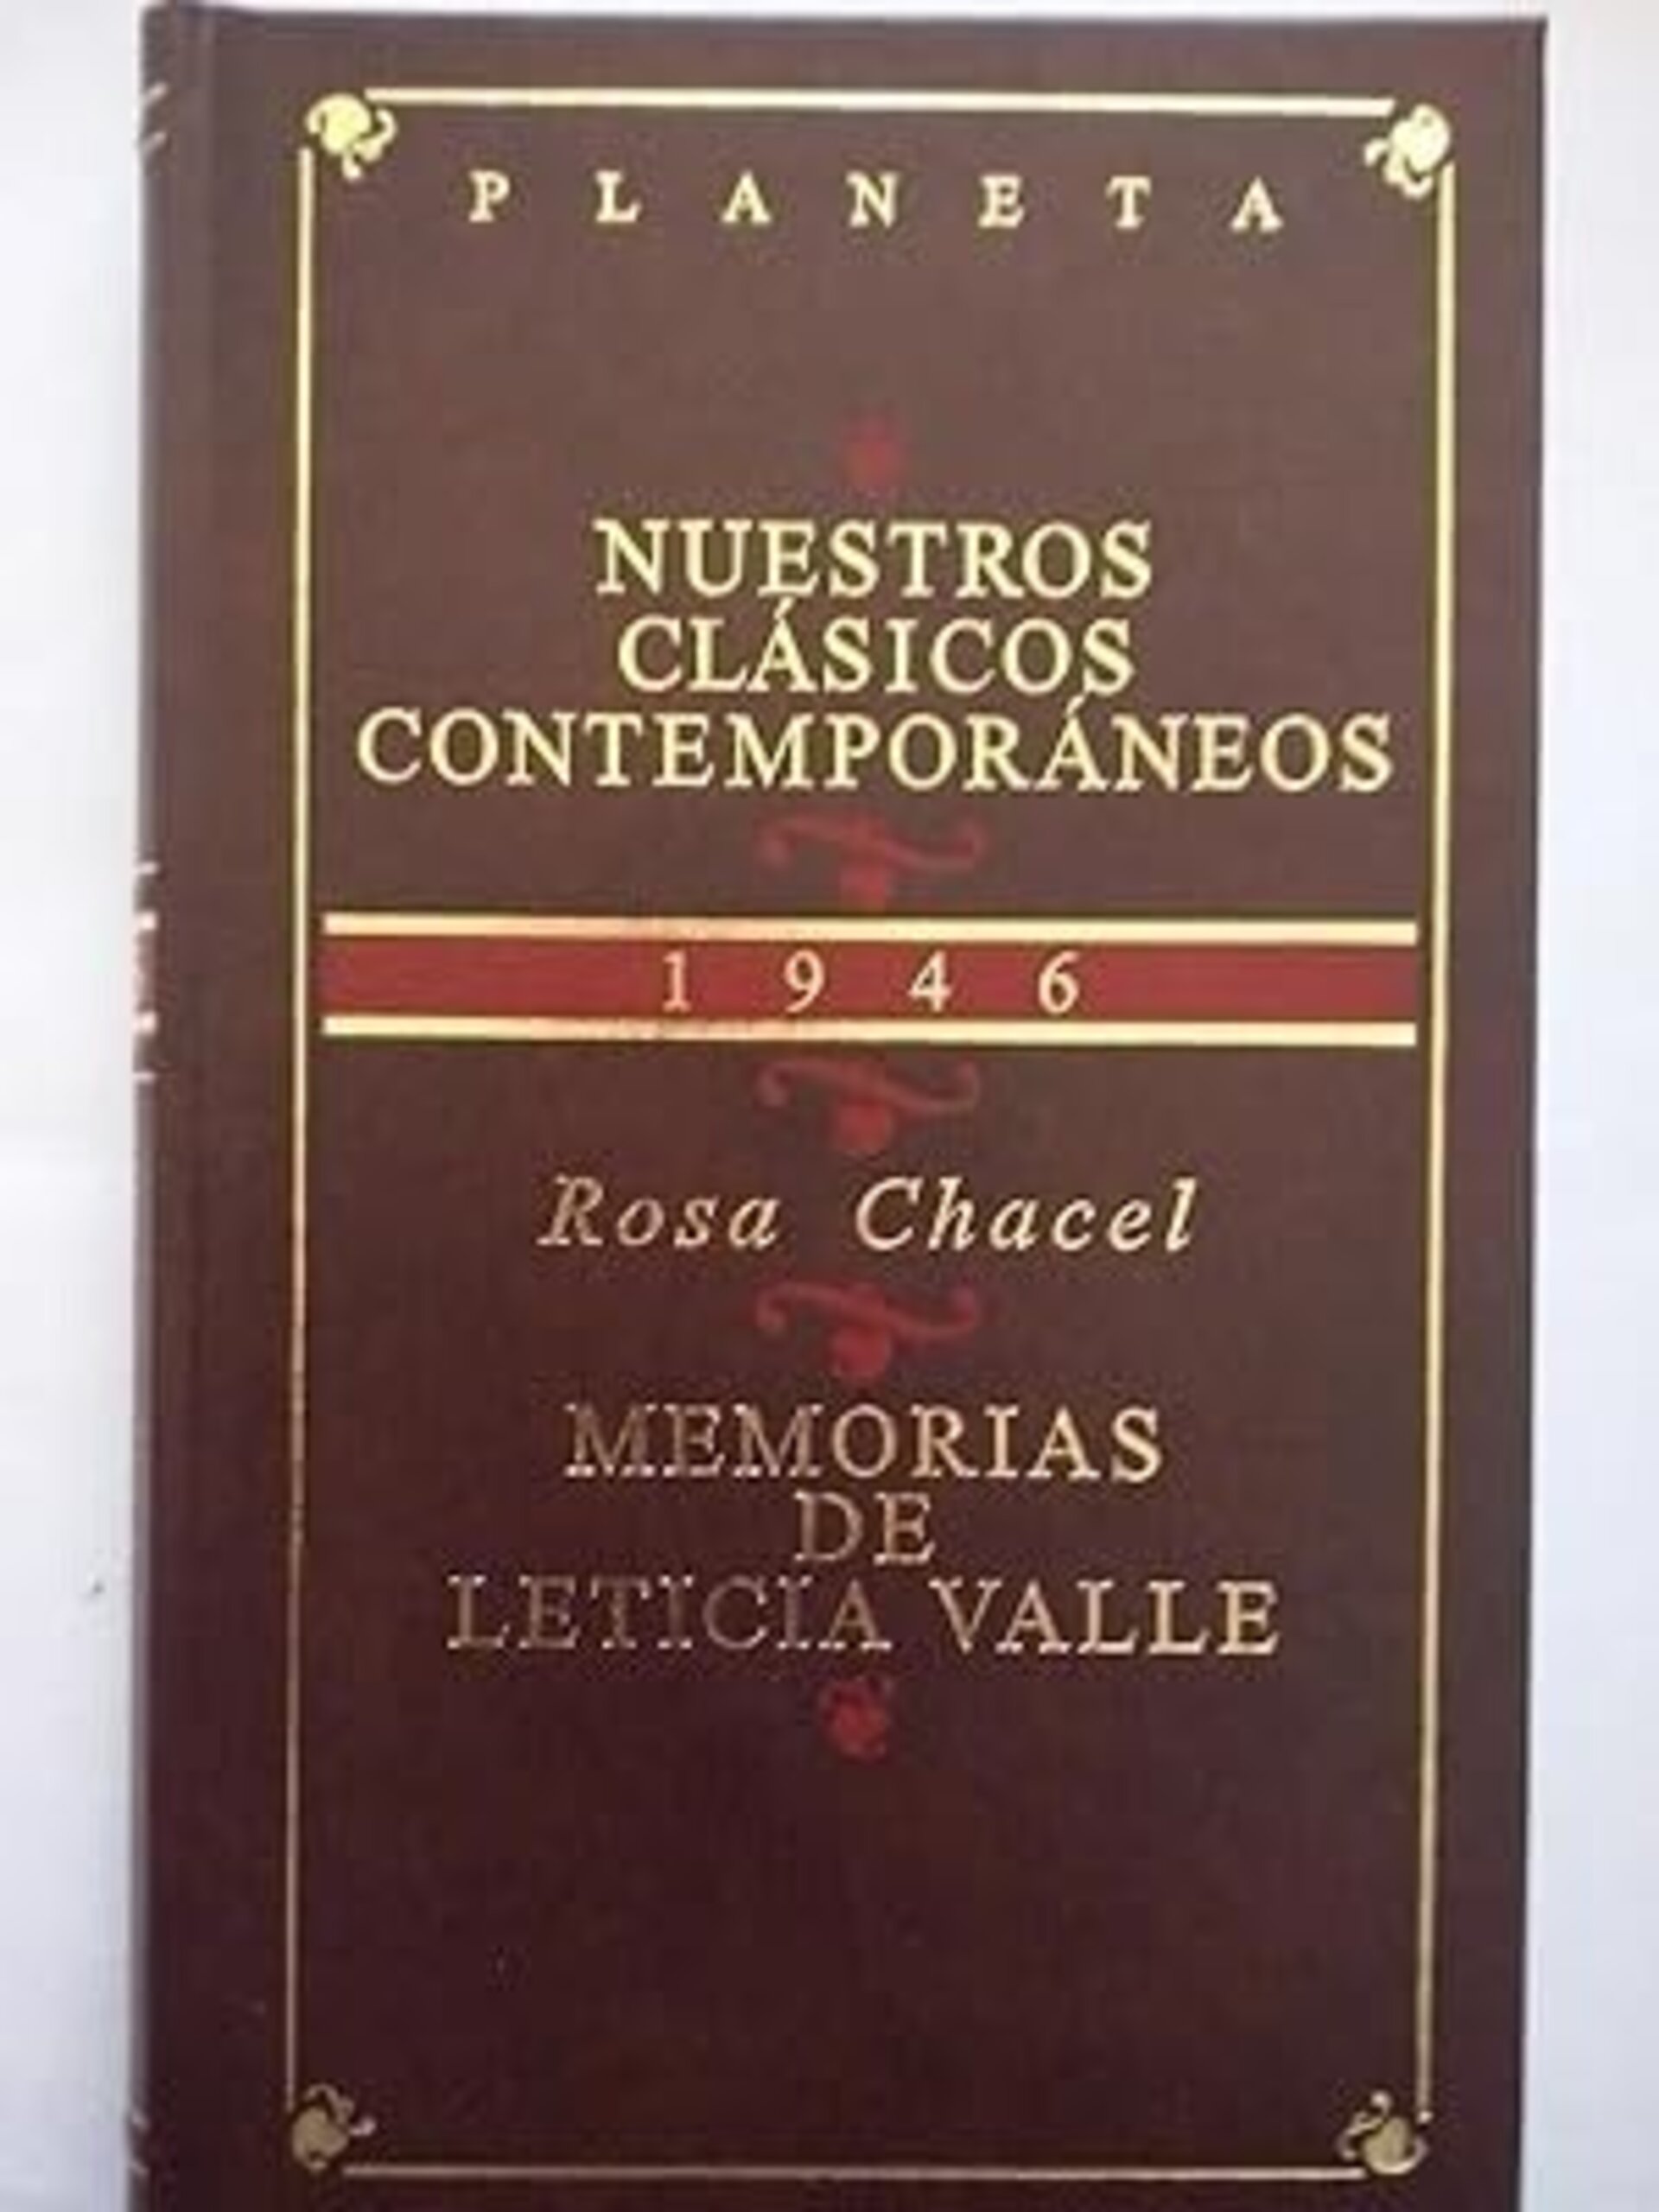 PLANETA
NUESTROS
CLÁSICOS
CONTEMPORÁNEOS
1946
Rosa Chacel
MEMORIAS
DE
LETICIA VALLE